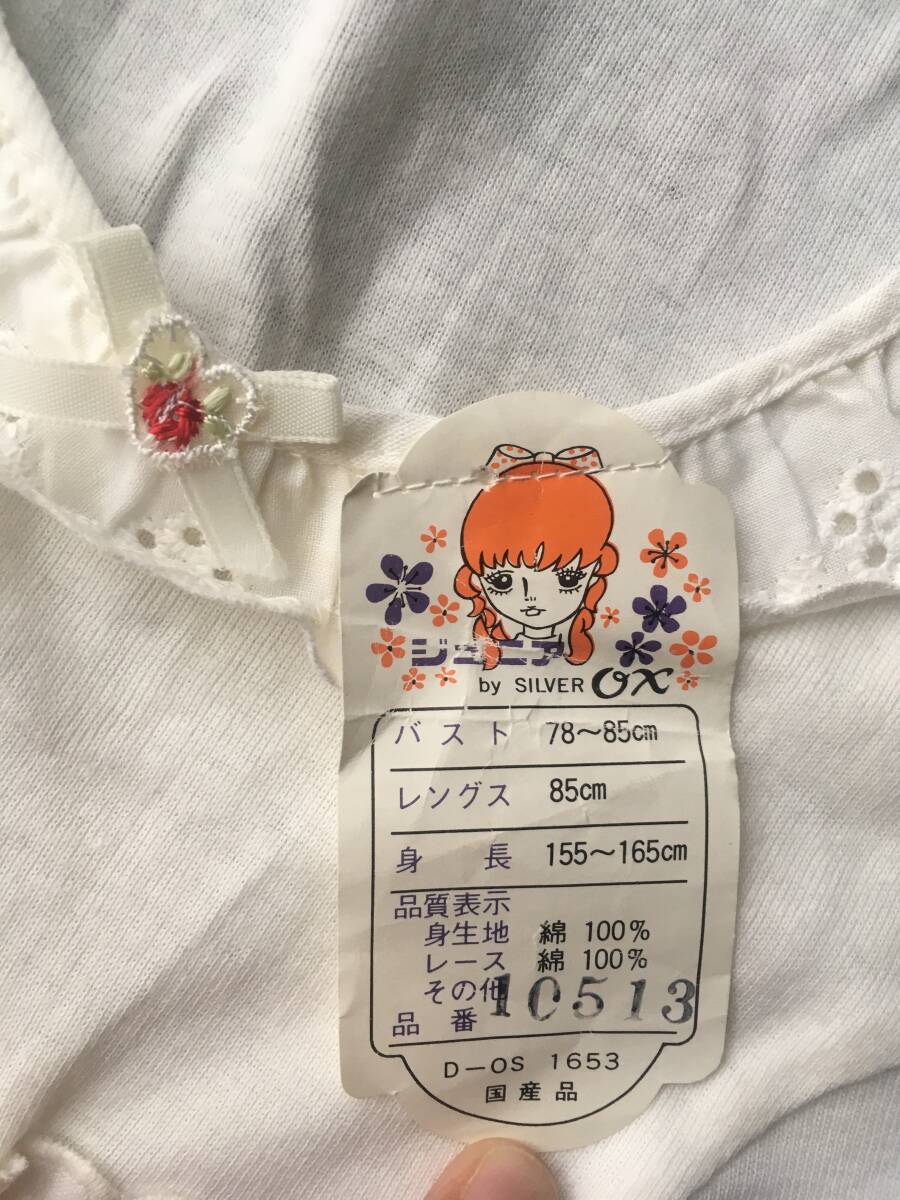 ジュニア
by SILVER OX
バスト 78〜85cm
レングス 85cm
身長 155〜165cm
品質表示
身生地 綿 100%
レース 綿 100%
その他
品番 10513
D－OS 1653
国産品